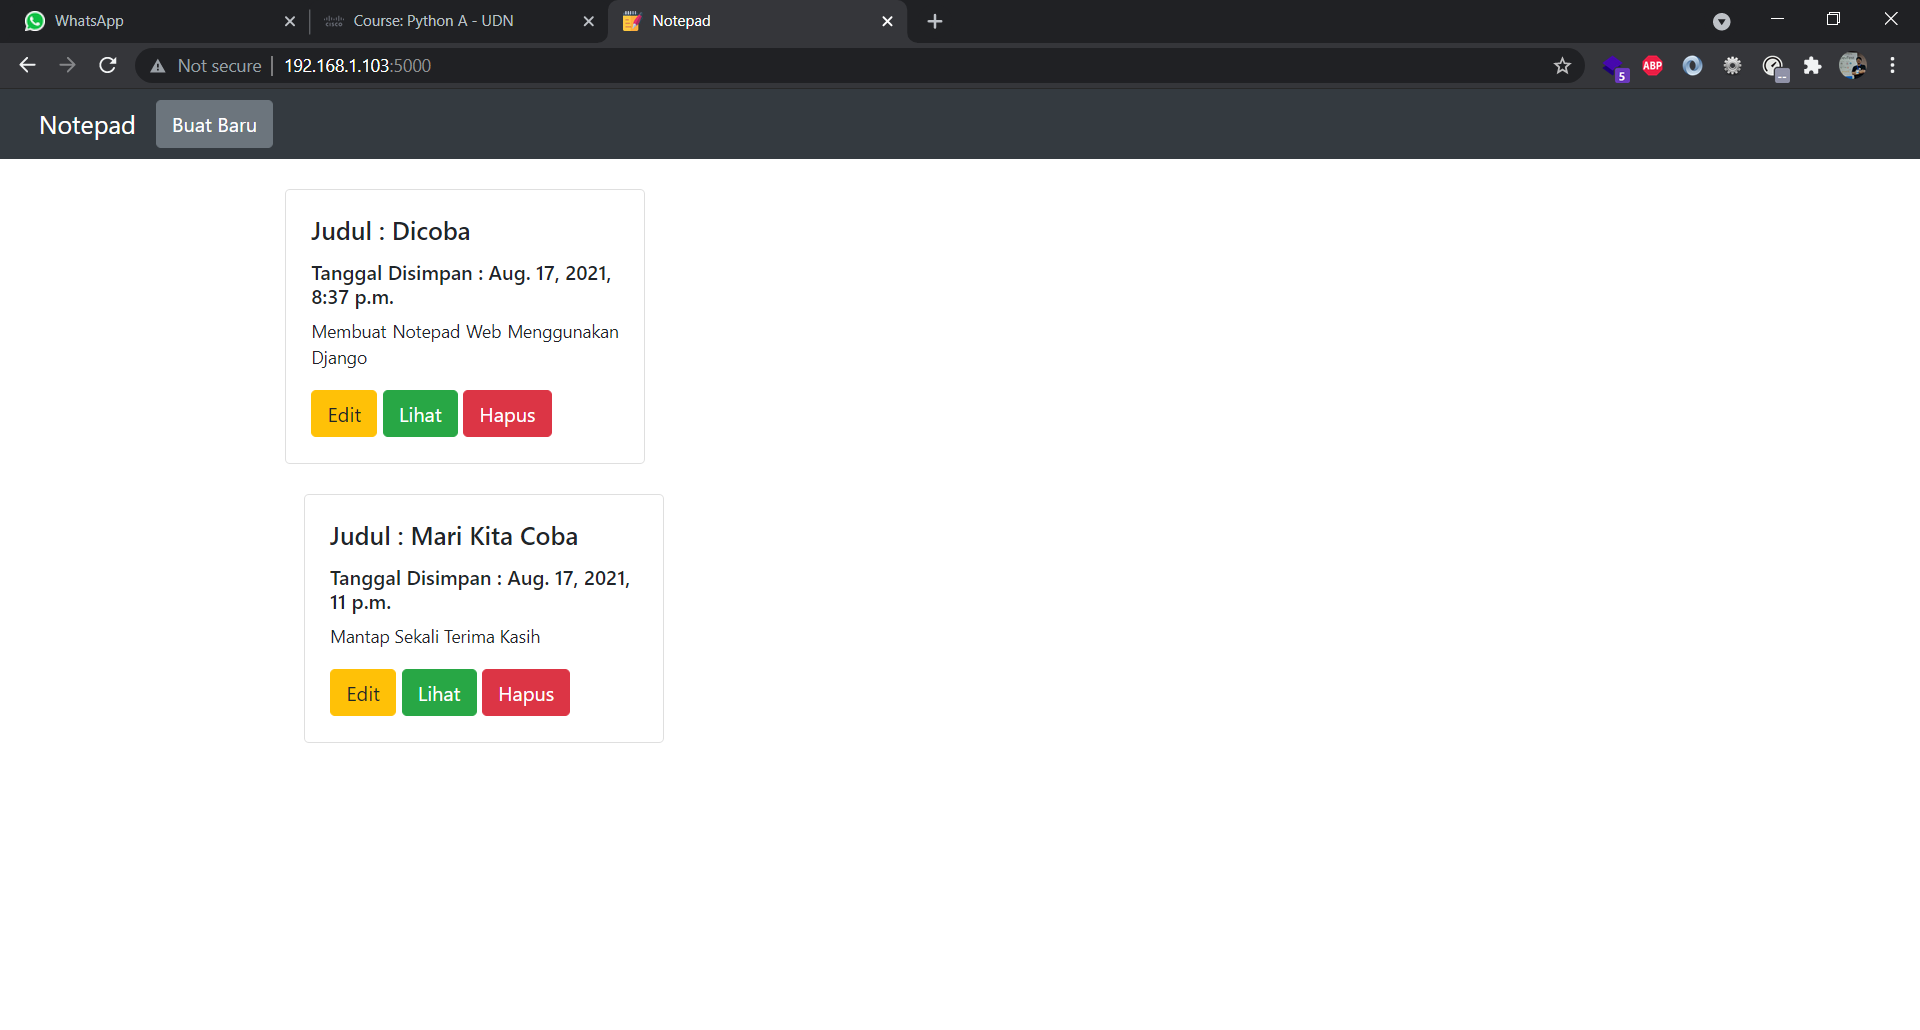 WhatsApp
Course: Python A - UDN
Notepad
Not secure
192.168.1.103:5000
5
ABP
Notepad
Buat Baru
Judul : Dicoba
Tanggal Disimpan : Aug. 17, 2021,
8:37 p.m.
Membuat Notepad Web Menggunakan
Django
Edit Lihat Hapus
Judul : Mari Kita Coba
Tanggal Disimpan : Aug. 17, 2021,
11 p.m.
Mantap Sekali Terima Kasih
Edit Lihat Hapus